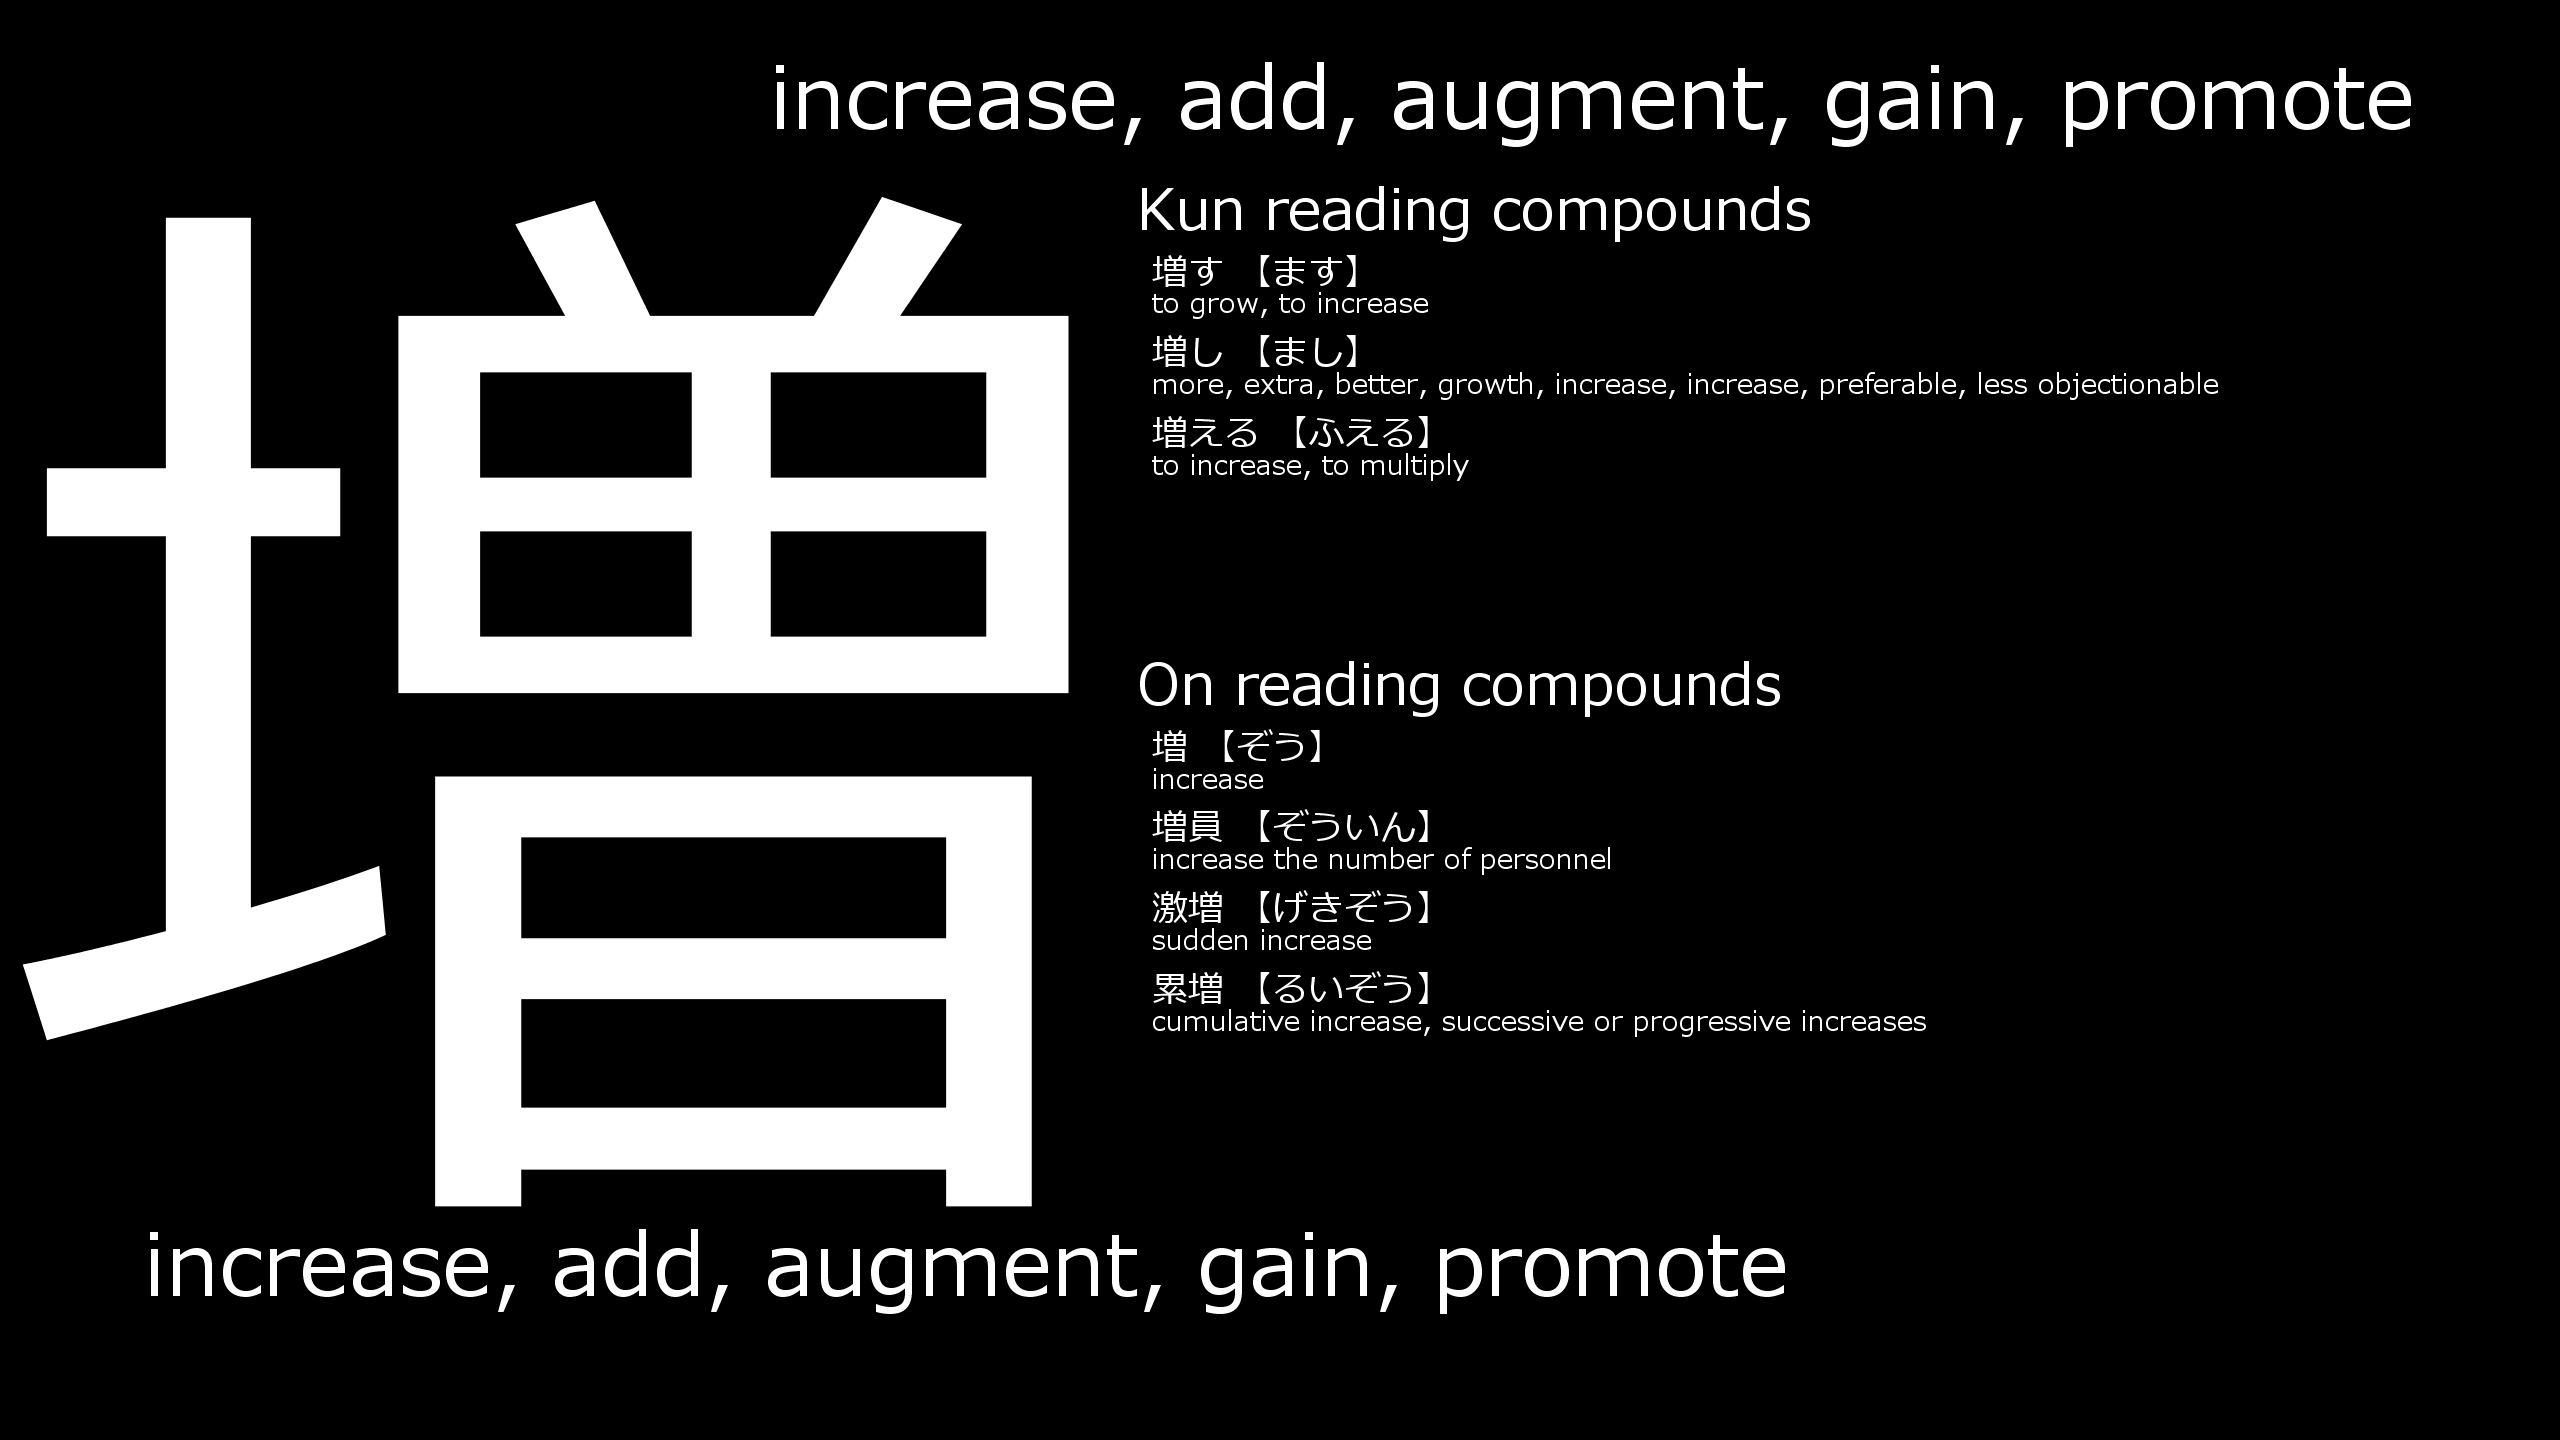 increase, add, augment, gain, promote
増
Kun reading compounds
増す 【ます】
to grow, to increase
増し 【まし】
more, extra, better, growth, increase, increase, preferable, less objectionable
増える 【ふえる】
to increase, to multiply
On reading compounds
増 【ぞう】
increase
増員 【ぞういん】
increase the number of personnel
激増 【げきぞう】
sudden increase
累増 【るいぞう】
cumulative increase, successive or progressive increases
increase, add, augment, gain, promote